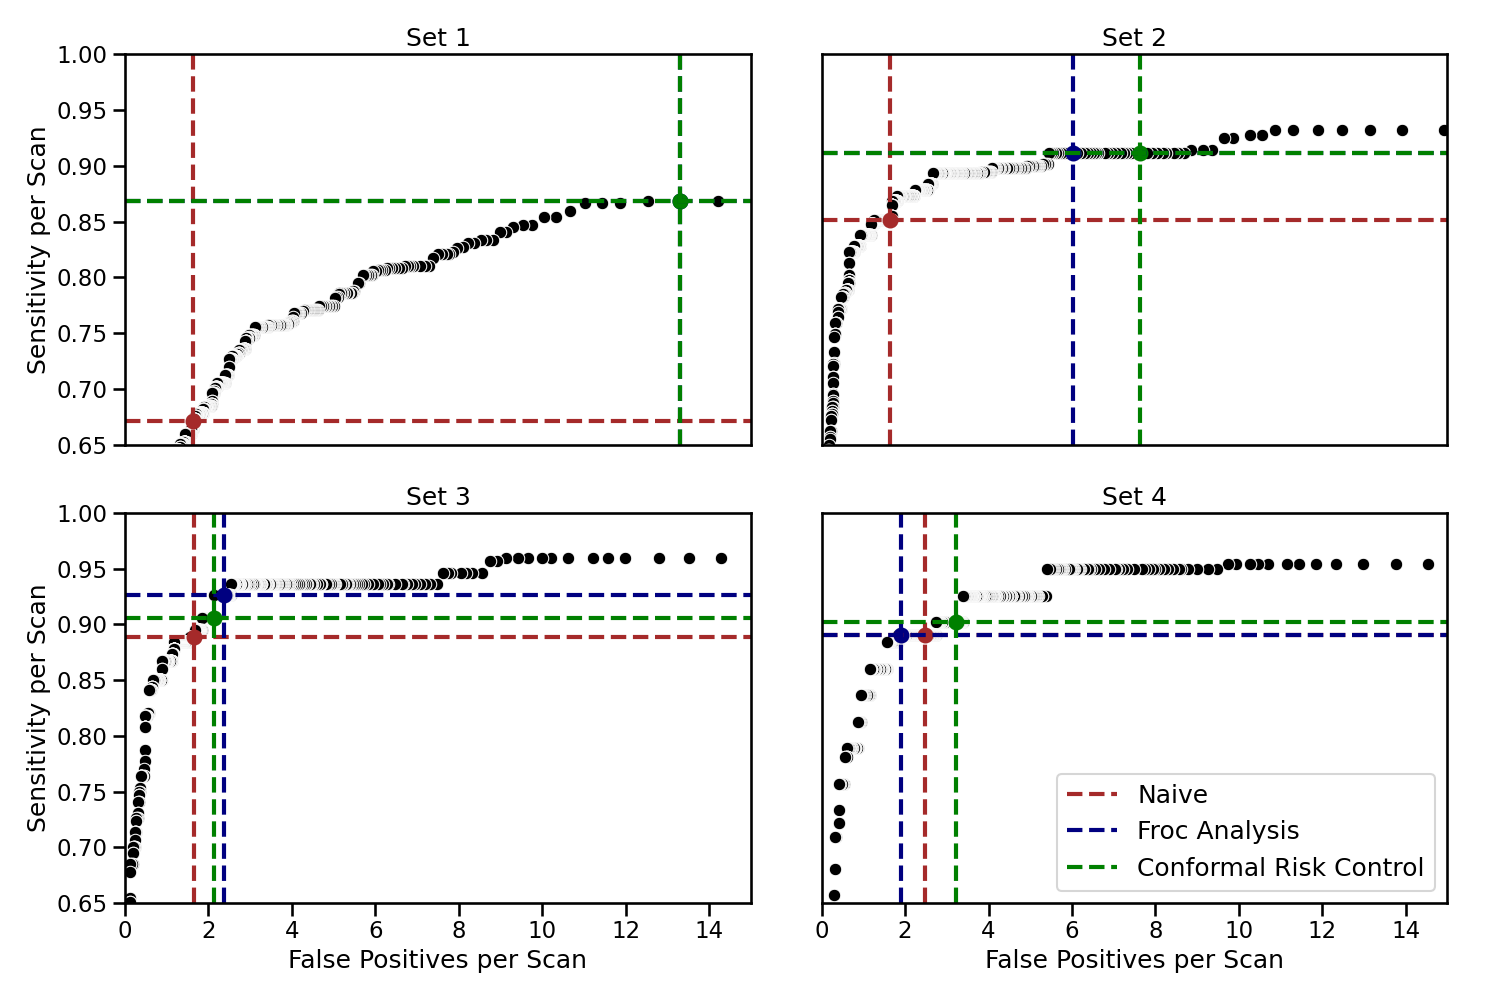 Set 1
Set 2
1.00
0.95
0.90
0.85
0.80
0.75
0.70
0.65
Sensitivity per Scan
Set 3
Set 4
1.00
0.95
0.90
0.85
0.80
0.75
0.70
0.65
Sensitivity per Scan
Naive
Froc Analysis
Conformal Risk Control
0 2 4 6 8 10 12 14
0 2 4 6 8 10 12 14
False Positives per Scan
False Positives per Scan